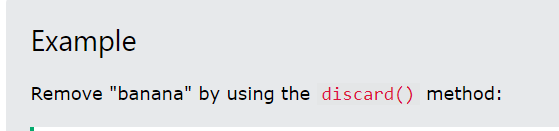 Example
Remove "banana" by using the discard() method: